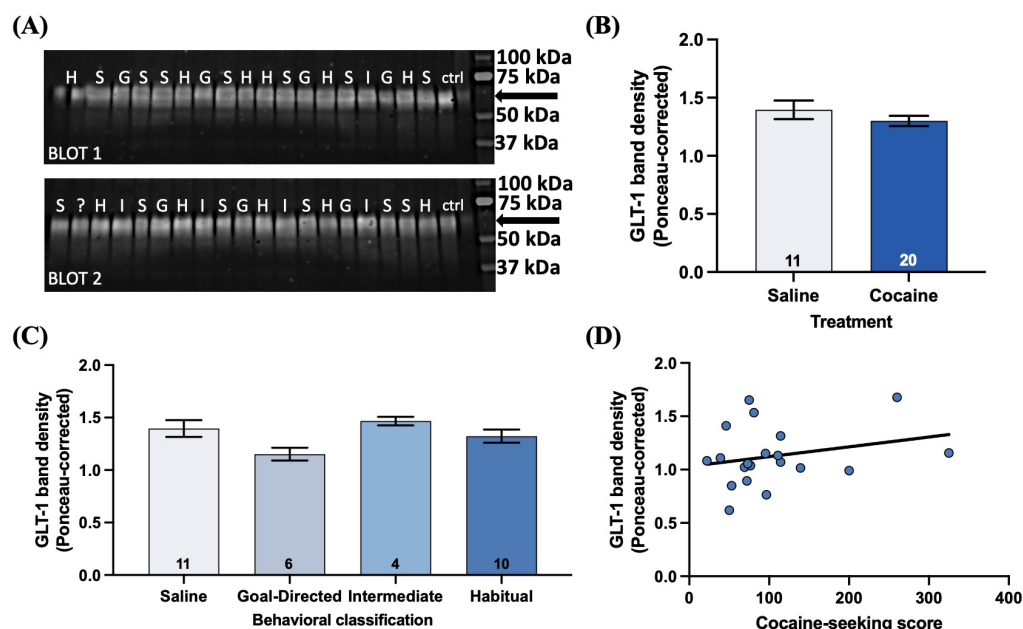 (A)
H S G S S H G S H H S G H S I G H S ctrl
100 kDa
75 kDa
50 kDa
37 kDa
BLOT 1
S ? H I S G H I S G H I S H G I S S H ctrl
100 kDa
75 kDa
50 kDa
37 kDa
BLOT 2
(B)
GLT-1 band density
(Ponceau-corrected)
2.0
1.5
1.0
0.5
0.0
11
20
Saline
Cocaine
Treatment
(C)
GLT-1 band density
(Ponceau-corrected)
2.0
1.5
1.0
0.5
0.0
11
6
4
10
Saline
Goal-Directed
Intermediate
Habitual
Behavioral classification
(D)
GLT-1 band density
(Ponceau-corrected)
2.0
1.5
1.0
0.5
0.0
0
100
200
300
400
Cocaine-seeking score